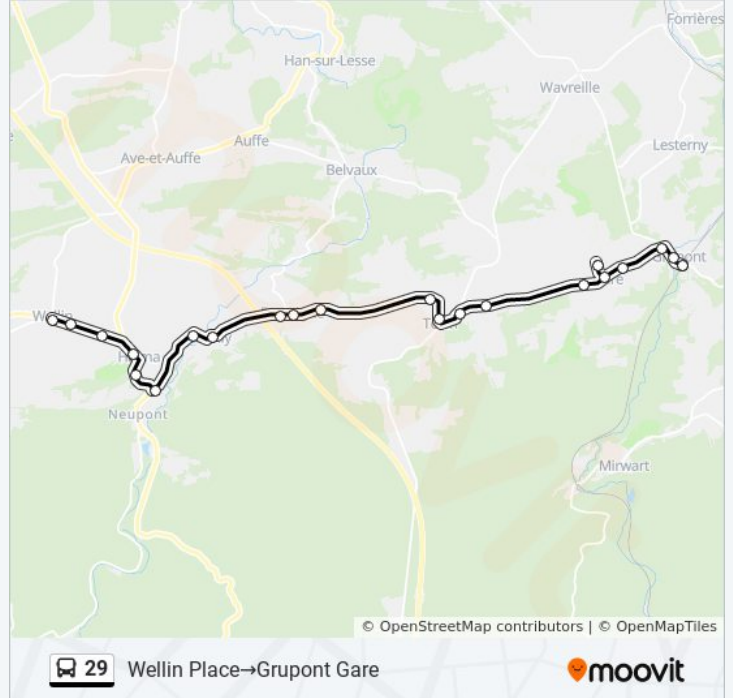 Forrières
Han-sur-Lesse
Wavreille
Auffe
Lesterny
Ave-et-Auffe
Belvaux
Neupont
Mirwart
© OpenStreetMap contributors | © OpenMapTiles
29 Wellin Place→Grupont Gare
moovit